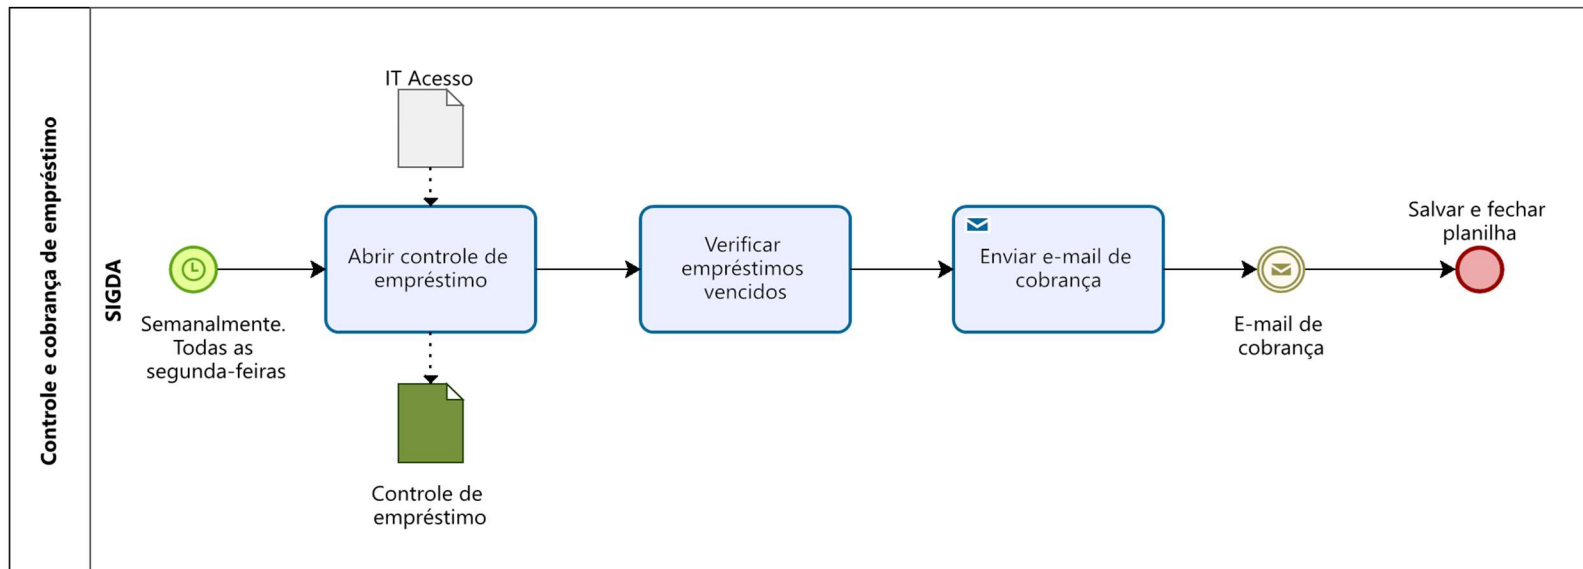 Controle e cobrança de empréstimo
SIGDA
Semanalmente.
Todas as
segunda-feiras
IT Acesso
Abrir controle de
empréstimo
Controle de
empréstimo
Verificar
empréstimos
vencidos
Enviar e-mail de
cobrança
E-mail de
cobrança
Salvar e fechar
planilha